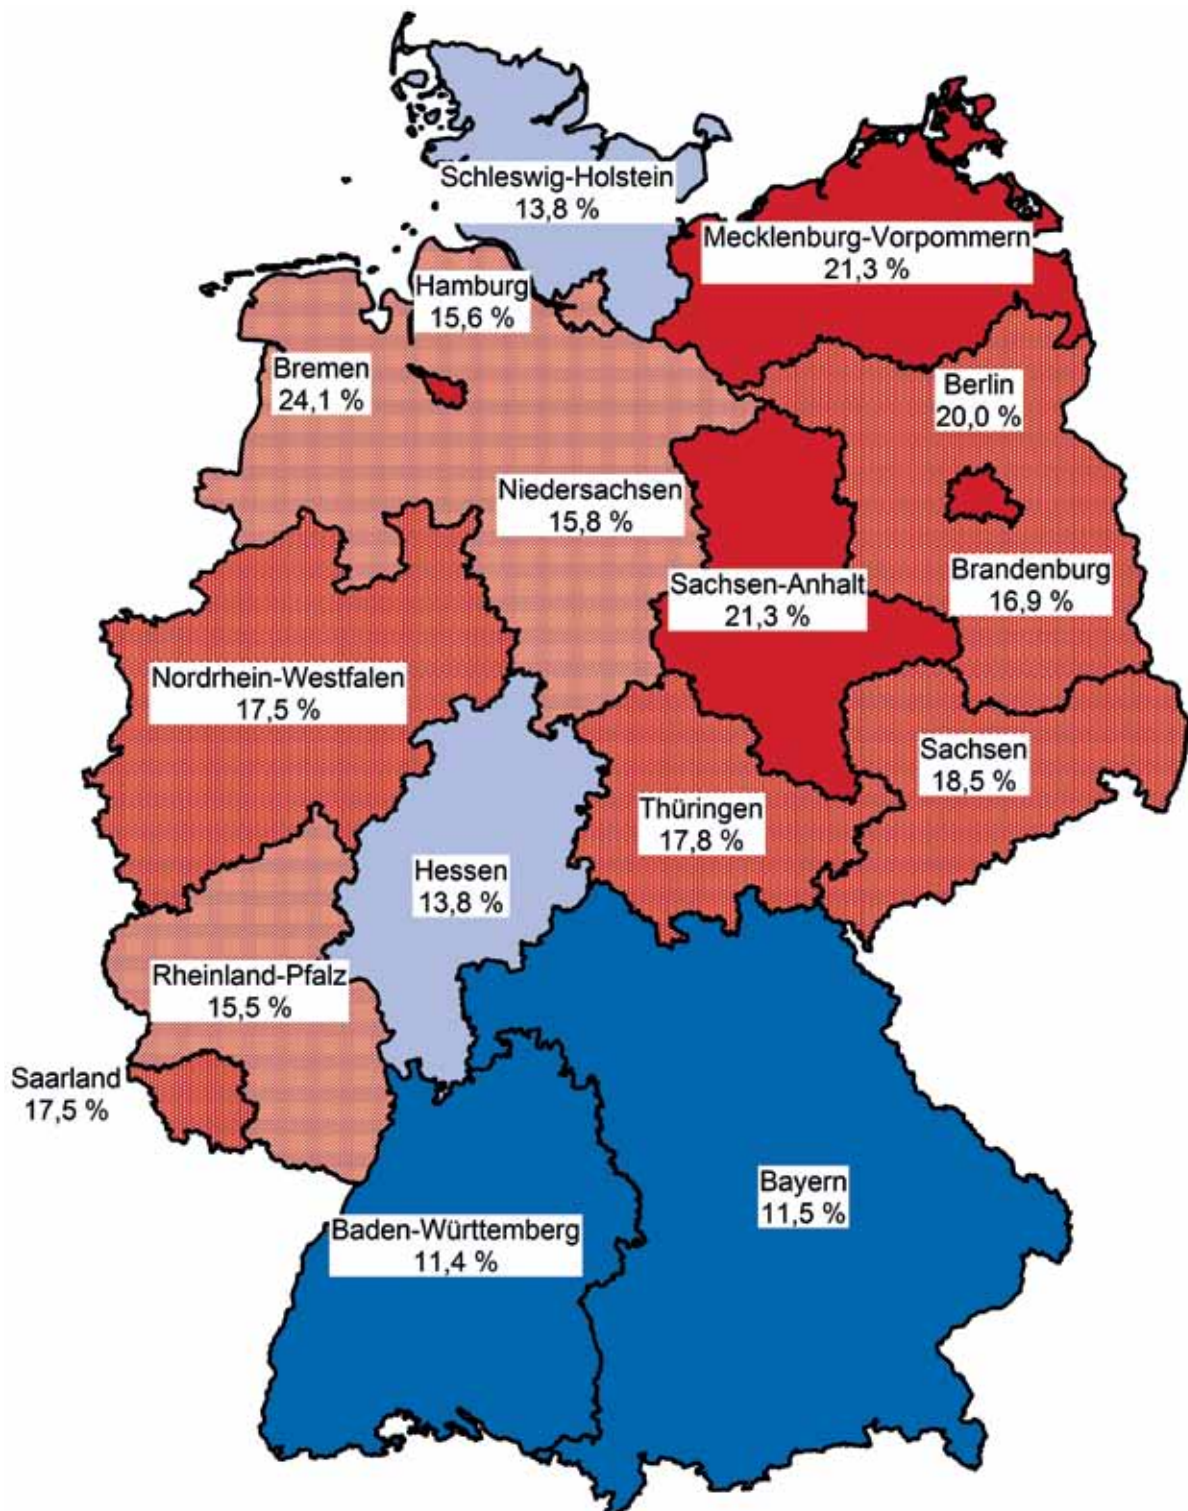 Schleswig-Holstein
13,8 %
Mecklenburg-Vorpommern
21,3 %
Hamburg
15,6 %
Bremen
24,1 %
Berlin
20,0 %
Niedersachsen
15,8 %
Sachsen-Anhalt
21,3 %
Brandenburg
16,9 %
Nordrhein-Westfalen
17,5 %
Sachsen
18,5 %
Thüringen
17,8 %
Hessen
13,8 %
Rheinland-Pfalz
15,5 %
Saarland
17,5 %
Bayern
11,5 %
Baden-Württemberg
11,4 %